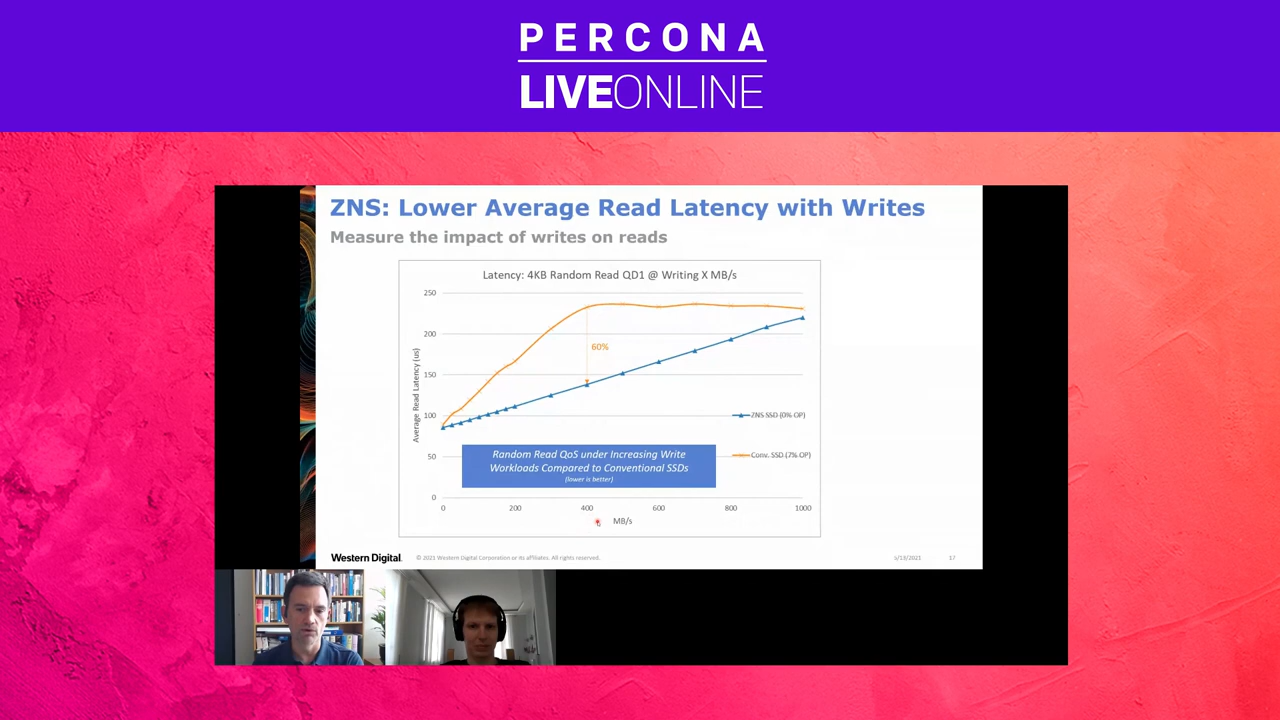 PERCONA
LIVEONLINE
ZNS: Lower Average Read Latency with Writes
Measure the impact of writes on reads
Latency: 4KB Random Read QD1 @ Writing X MB/s
Average Read Latency (us)
250
200
150
100
50
0
60%
ZNS SSD (0% OP)
Conv. SSD (7% OP)
Random Read QoS under Increasing Write
Workloads Compared to Conventional SSDs
(lower is better)
0 200 400 600 800 1000
MB/s
Western Digital.
© 2021 Western Digital Corporation or its affiliates. All rights reserved.
5/13/2021
17